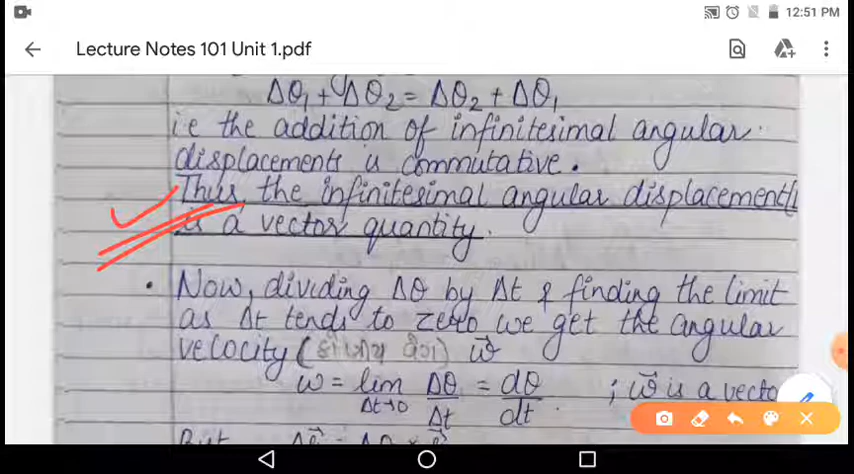 12:51 PM
Lecture Notes 101 Unit 1.pdf
Δθ₁ + Δθ₂ = Δθ₂ + Δθ₁
i.e the addition of infinitesimal angular
displacements is commutative.
Thus, the infinitesimal angular displacement
is a vector quantity.
• Now, dividing Δθ by Δt & finding the limit
as Δt tends to zero we get the angular
velocity (કોણીય વેગ) ω⃗
ω = lim Δt→0 Δθ/Δt = dθ/dt ; ω⃗ is a vecto
But